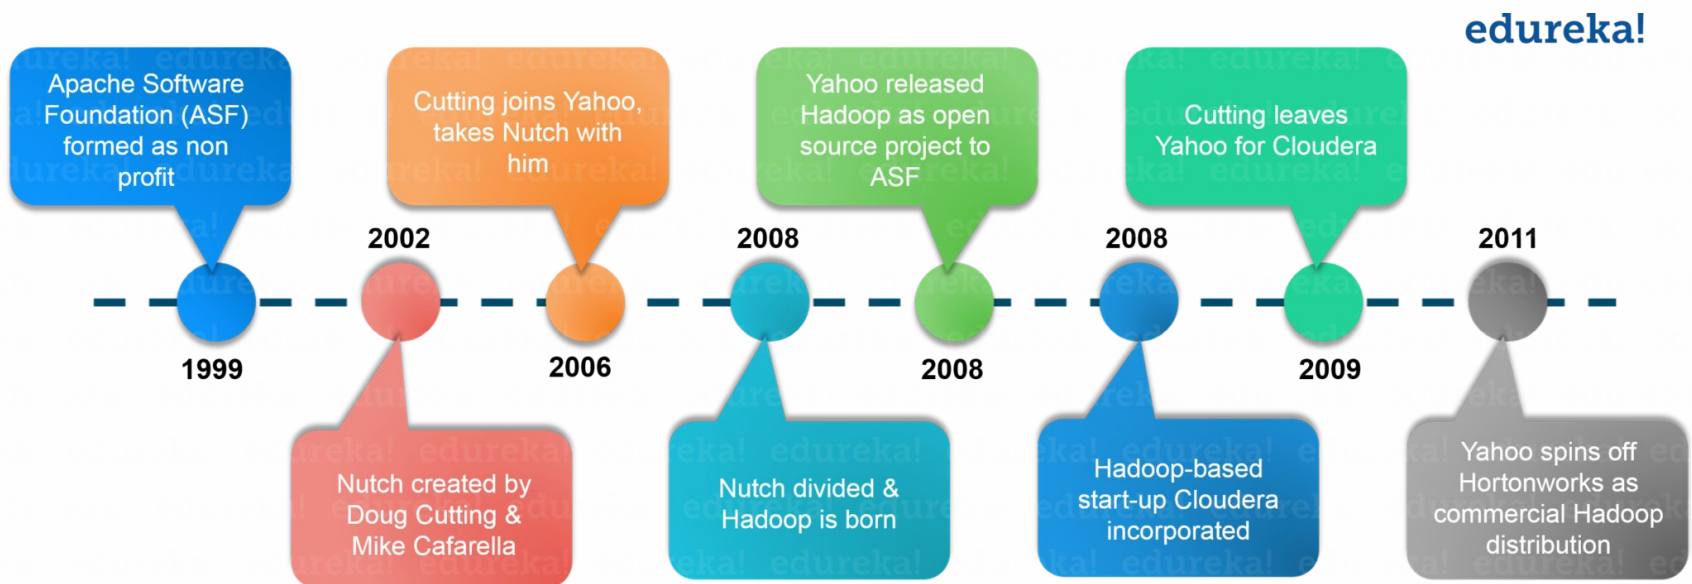 edureka!
Apache Software
Foundation (ASF)
formed as non
profit
1999
2002
Nutch created by
Doug Cutting &
Mike Cafarella
Cutting joins Yahoo,
takes Nutch with
him
2006
2008
Nutch divided &
Hadoop is born
Yahoo released
Hadoop as open
source project to
ASF
2008
2008
Hadoop-based
start-up Cloudera
incorporated
Cutting leaves
Yahoo for Cloudera
2009
2011
Yahoo spins off
Hortonworks as
commercial Hadoop
distribution